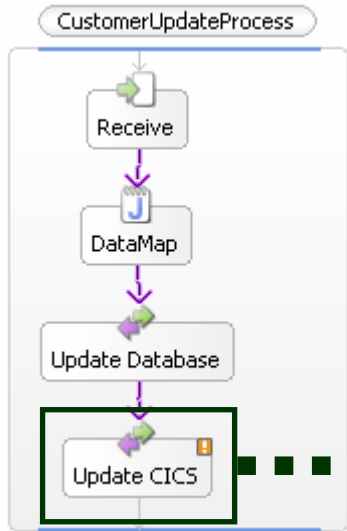 CustomerUpdateProcess
Receive
DataMap
Update Database
Update CICS